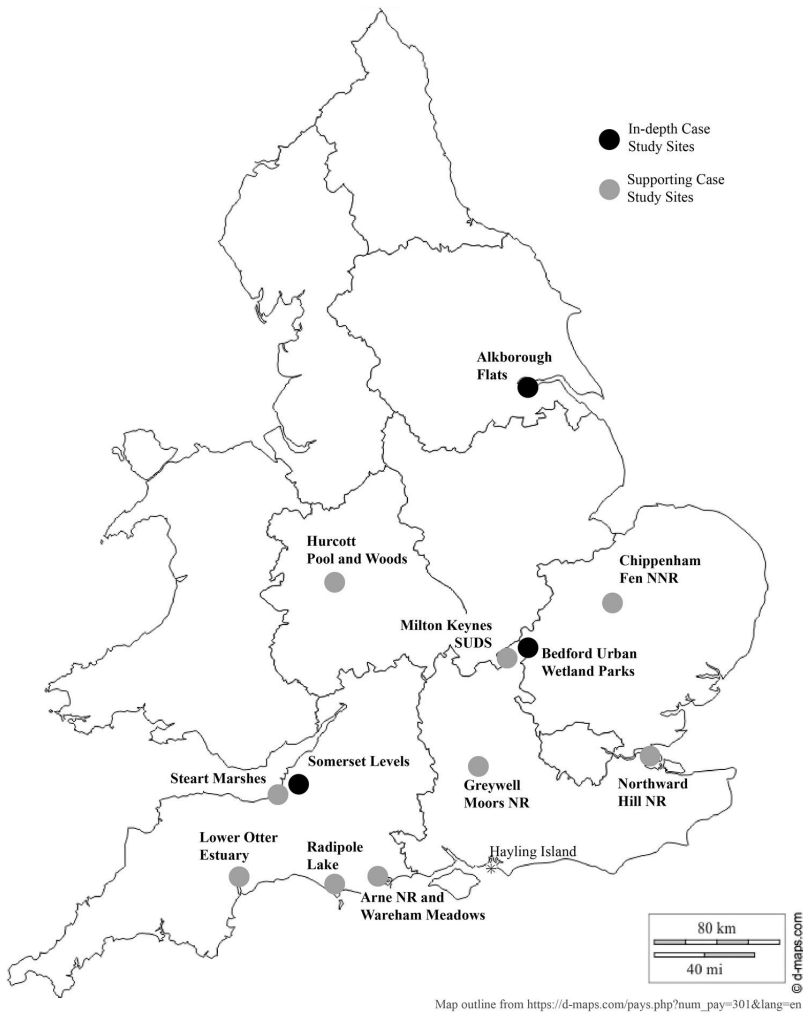 In-depth Case
Study Sites
Supporting Case
Study Sites
Alkborough
Flats
Hurcott
Pool and Woods
Chippenham
Fen NNR
Milton Keynes
SUDS
Bedford Urban
Wetland Parks
Somerset Levels
Steart Marshes
Greywell
Moors NR
Northward
Hill NR
Lower Otter
Estuary
Radipole
Lake
Hayling Island
Arne NR and
Wareham Meadows
80 km
40 mi
© d-maps.com
Map outline from https://d-maps.com/pays.php?num_pay=301&lang=en